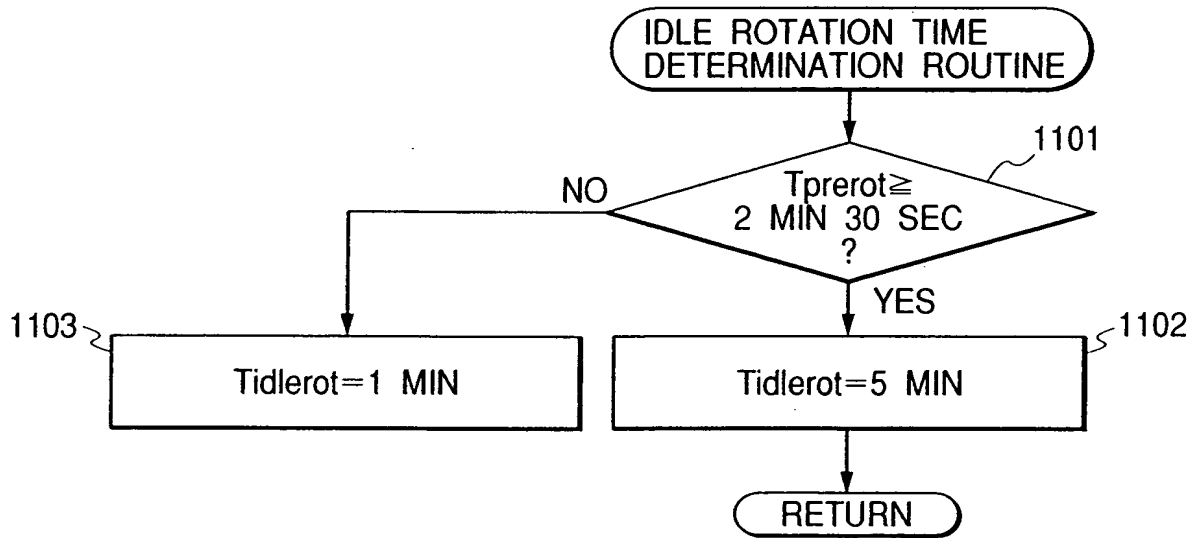 IDLE ROTATION TIME
DETERMINATION ROUTINE
1101
Tprerot≧
2 MIN 30 SEC
?
NO
YES
1103
Tidlerot=1 MIN
1102
Tidlerot=5 MIN
RETURN